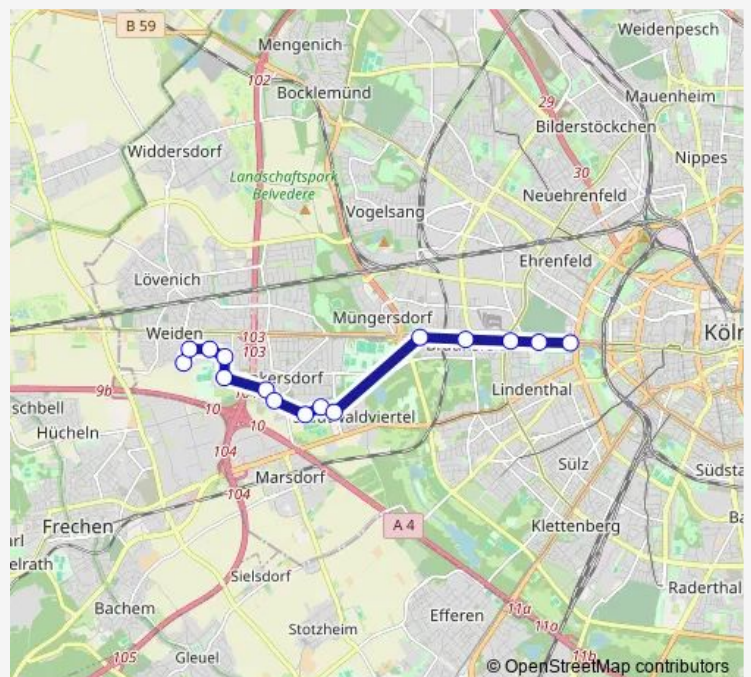 B 59
Mengenich
Weidenpesch
102
Bocklemünd
29
Mauenheim
Bilderstöckchen
Widdersdorf
30
Nippes
Landschaftspark
Belvedere
Neuehrenfeld
Vogelsang
Ehrenfeld
Lövenich
Müngersdorf
Weiden
103
103
Köln
9b
Lindenthal
schbell
10
10
Hücheln
104
Sülz
Südsta
Marsdorf
104
Frechen
A 4
Klettenberg
elrath
Sielsdorf
Raderthal
Bachem
Efferen
11a
11a
Stotzheim
105
Gleuel
11b
© OpenStreetMap contributors